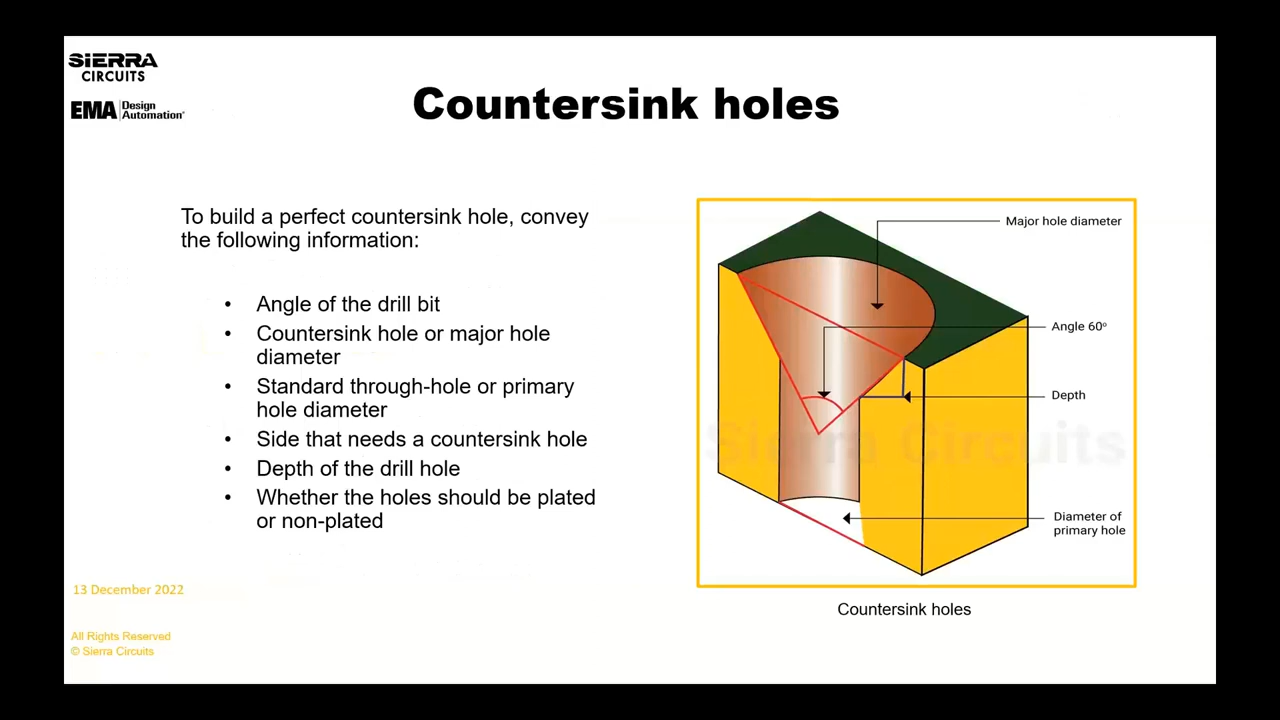 SIERRA
CIRCUITS
EMA Design
Automation®
Countersink holes
To build a perfect countersink hole, convey
the following information:
• Angle of the drill bit
• Countersink hole or major hole
diameter
• Standard through-hole or primary
hole diameter
• Side that needs a countersink hole
• Depth of the drill hole
• Whether the holes should be plated
or non-plated
Major hole diameter
Angle 60°
Depth
Sierra Circuits
Diameter of
primary hole
Countersink holes
13 December 2022
All Rights Reserved
© Sierra Circuits